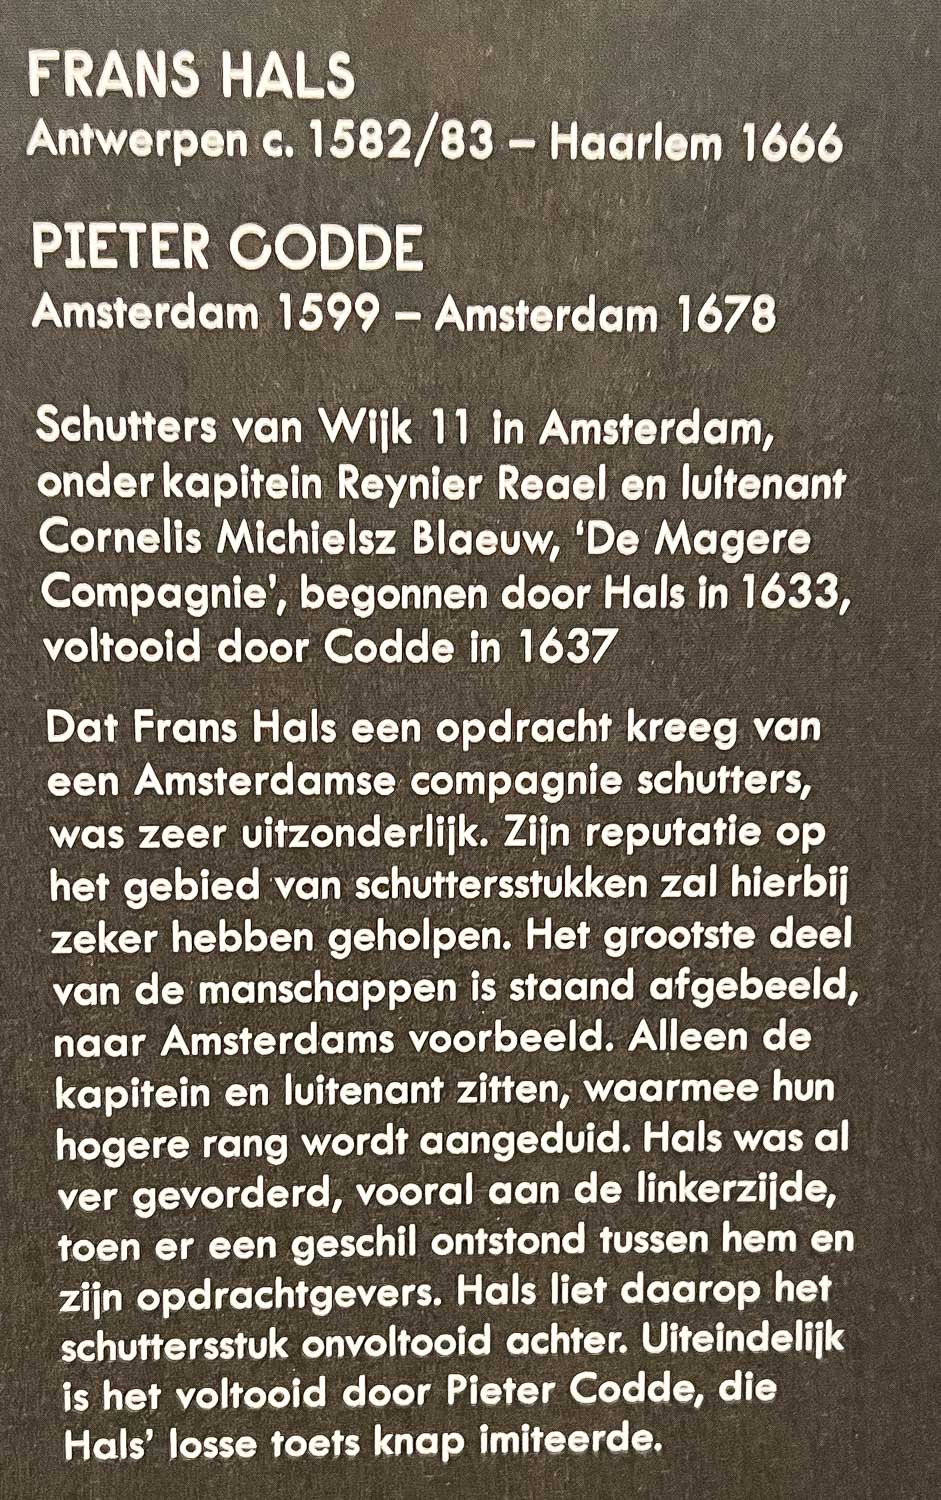 FRANS HALS
Antwerpen c. 1582/83 – Haarlem 1666
PIETER CODDE
Amsterdam 1599 – Amsterdam 1678
Schutters van Wijk 11 in Amsterdam,
onder kapitein Reynier Reael en luitenant
Cornelis Michielsz Blaeuw, ‘De Magere
Compagnie', begonnen door Hals in 1633,
voltooid door Codde in 1637
Dat Frans Hals een opdracht kreeg van
een Amsterdamse compagnie schutters,
was zeer uitzonderlijk. Zijn reputatie op
het gebied van schuttersstukken zal hierbij
zeker hebben geholpen. Het grootste deel
van de manschappen is staand afgebeeld,
naar Amsterdams voorbeeld. Alleen de
kapitein en luitenant zitten, waarmee hun
hogere rang wordt aangeduid. Hals was al
ver gevorderd, vooral aan de linkerzijde,
toen er een geschil ontstond tussen hem en
zijn opdrachtgevers. Hals liet daarop het
schuttersstuk onvoltooid achter. Uiteindelijk
is het voltooid door Pieter Codde, die
Hals’ losse toets knap imiteerde.